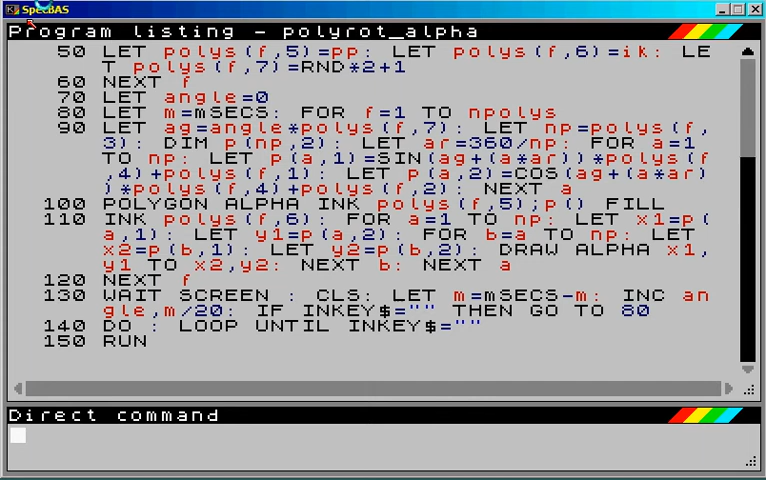 SpecBAS
Program listing - polyrot_alpha
50 LET polys(f,5)=pp: LET polys(f,6)=ik: LE
T polys(f,7)=RND*2+1
60 NEXT f
70 LET angle=0
80 LET m=mSECS: FOR f=1 TO npolys
90 LET ag=angle*polys(f,7): LET np=polys(f,
3): DIM p(np,2): LET ar=360/np: FOR a=1
TO np: LET p(a,1)=SIN(ag+(a*ar))*polys(f
,4)+polys(f,1): LET p(a,2)=COS(ag+(a*ar)
)*polys(f,4)+polys(f,2): NEXT a
100 POLYGON ALPHA INK polys(f,5);p() FILL
110 INK polys(f,6): FOR a=1 TO np: LET x1=p(
a,1): LET y1=p(a,2): FOR b=a TO np: LET
x2=p(b,1): LET y2=p(b,2): DRAW ALPHA x1,
y1 TO x2,y2: NEXT b: NEXT a
120 NEXT f
130 WAIT SCREEN : CLS: LET m=mSECS-m: INC an
gle,m/20: IF INKEY$="" THEN GO TO 80
140 DO : LOOP UNTIL INKEY$=""
150 RUN
Direct command